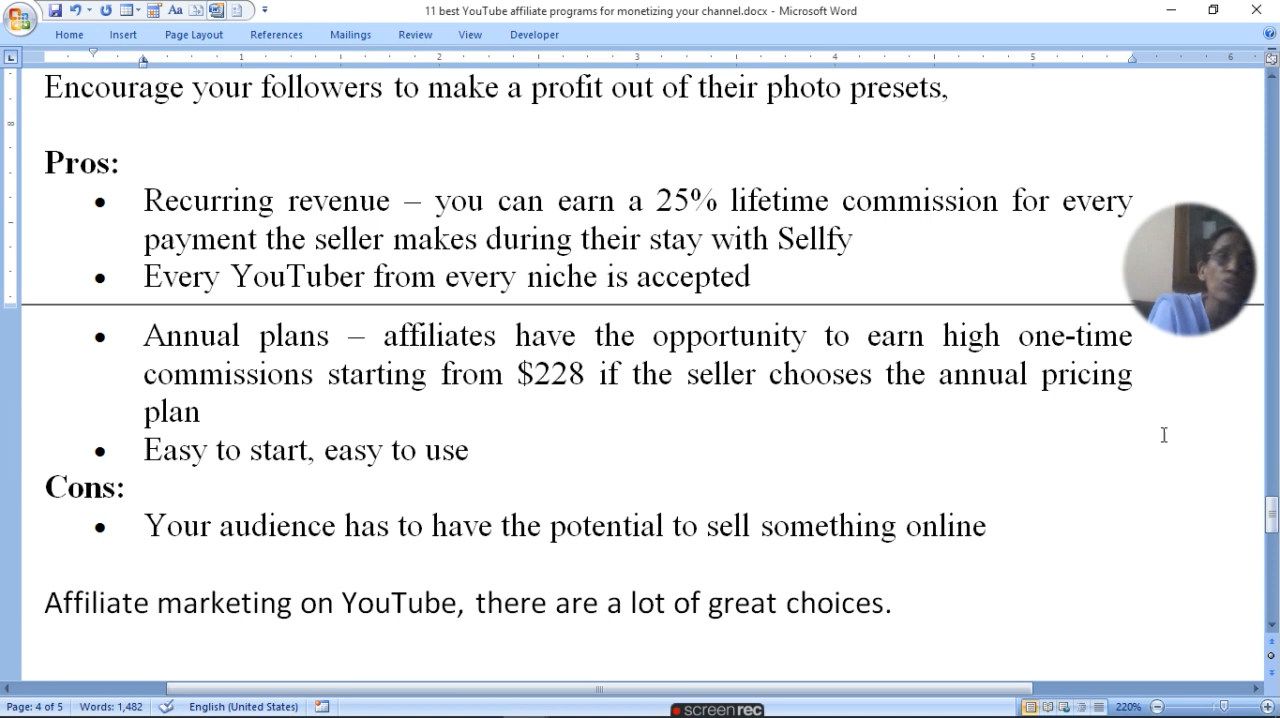 11 best YouTube affiliate programs for monetizing your channel.docx - Microsoft Word
Home Insert Page Layout References Mailings Review View Developer
1 2 3 4 5 6
Encourage your followers to make a profit out of their photo presets,
Pros:
• Recurring revenue – you can earn a 25% lifetime commission for every
payment the seller makes during their stay with Sellfy
• Every YouTuber from every niche is accepted
• Annual plans – affiliates have the opportunity to earn high one-time
commissions starting from $228 if the seller chooses the annual pricing
plan
• Easy to start, easy to use
Cons:
• Your audience has to have the potential to sell something online
Affiliate marketing on YouTube, there are a lot of great choices.
Page: 4 of 5 Words: 1,482 English (United States) 220%
screenrec